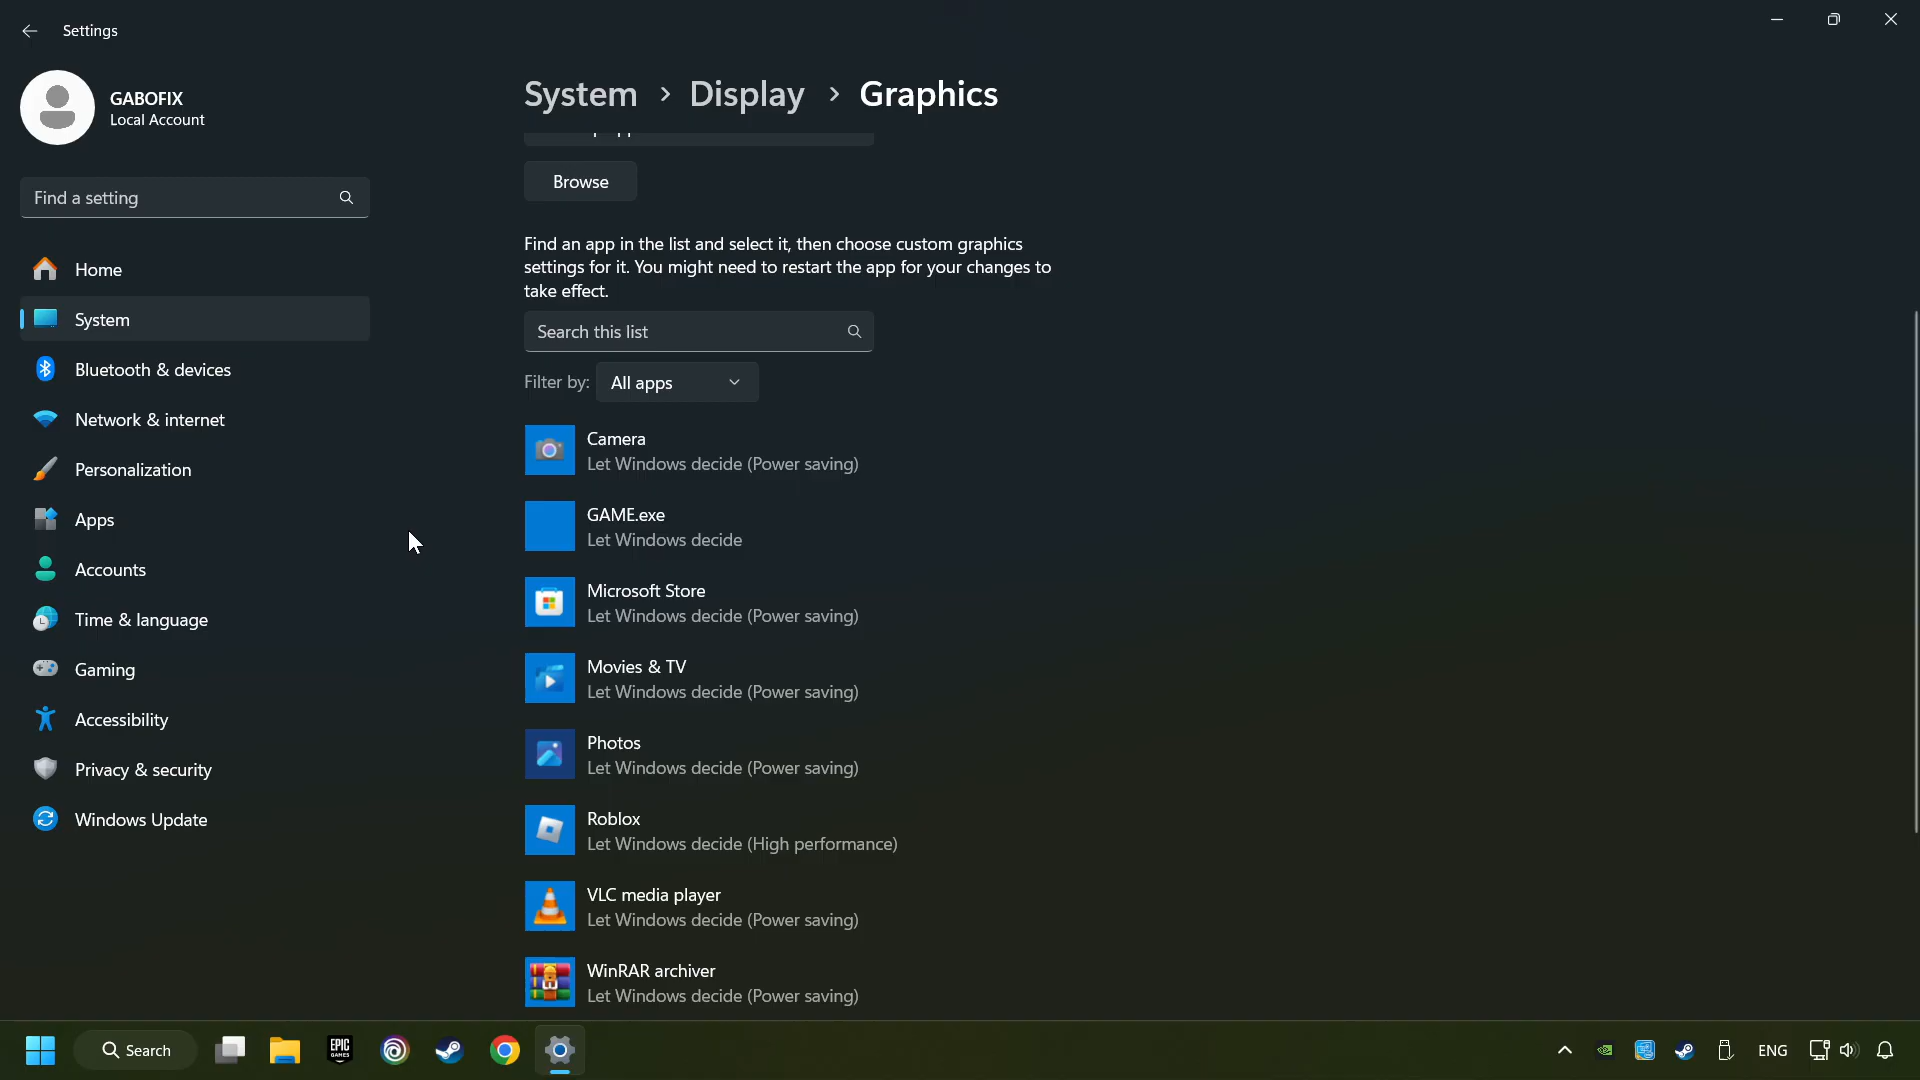 Settings
GABOFIX
Local Account
Find a setting
Home
System
Bluetooth & devices
Network & internet
Personalization
Apps
Accounts
Time & language
Gaming
Accessibility
Privacy & security
Windows Update
System > Display > Graphics
Browse
Find an app in the list and select it, then choose custom graphics
settings for it. You might need to restart the app for your changes to
take effect.
Search this list
Filter by: All apps
Camera
Let Windows decide (Power saving)
GAME.exe
Let Windows decide
Microsoft Store
Let Windows decide (Power saving)
Movies & TV
Let Windows decide (Power saving)
Photos
Let Windows decide (Power saving)
Roblox
Let Windows decide (High performance)
VLC media player
Let Windows decide (Power saving)
WinRAR archiver
Let Windows decide (Power saving)
Search
EPIC
GAMES
ENG